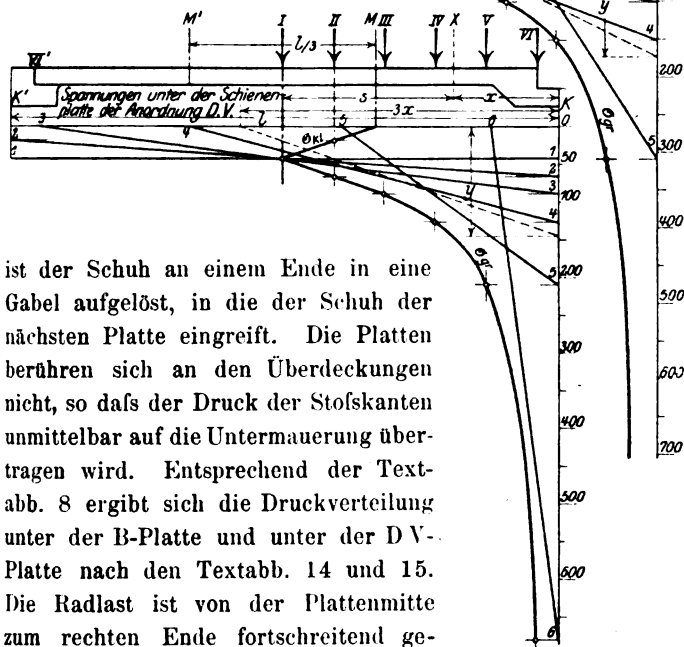 M' I II M III IV X V VI
l/3
VI'
K' Spannungen unter der Schienen- s x K
platte der Anordnung D.V. l 3x 0
3 4 σ kl 5 6
2
1 50
2
3 100
4
y
σ gr
5 200
300
400
500
600
6
y 4
200
σ gr
5 300
400
500
600
700
ist der Schuh an einem Ende in eine
Gabel aufgelöst, in die der Schuh der
nächsten Platte eingreift. Die Platten
berühren sich an den Überdeckungen
nicht, so daſs der Druck der Stoſskanten
unmittelbar auf die Untermauerung über-
tragen wird. Entsprechend der Text-
abb. 8 ergibt sich die Druckverteilung
unter der B-Platte und unter der D V-
Platte nach den Textabb. 14 und 15.
Die Radlast ist von der Plattenmitte
zum rechten Ende fortschreitend ge-